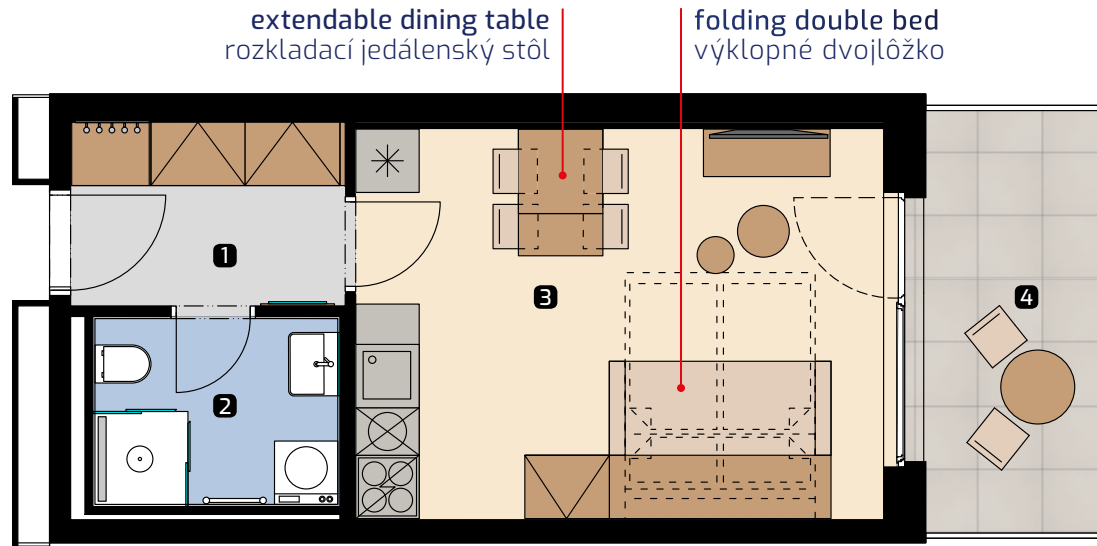 extendable dining table
rozkladací jedálenský stôl
folding double bed
výklopné dvojlôžko
1
2
3
4